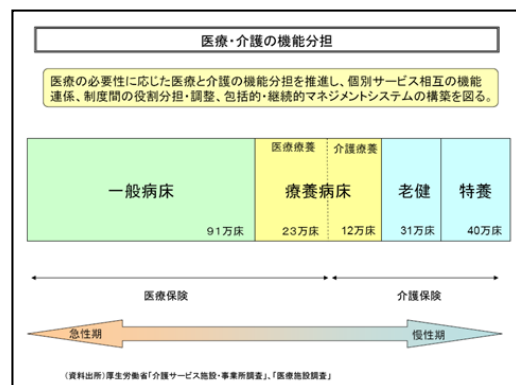 医療・介護の機能分担
医療の必要性に応じた医療と介護の機能分担を推進し、個別サービス相互の機能
連係、制度間の役割分担・調整、包括的・継続的マネジメントシステムの構築を図る。
医療療養 介護療養
一般病床 療養病床 老健 特養
91万床 23万床 12万床 31万床 40万床
医療保険 介護保険
急性期 慢性期
(資料出所)厚生労働省「介護サービス施設・事業所調査」、「医療施設調査」